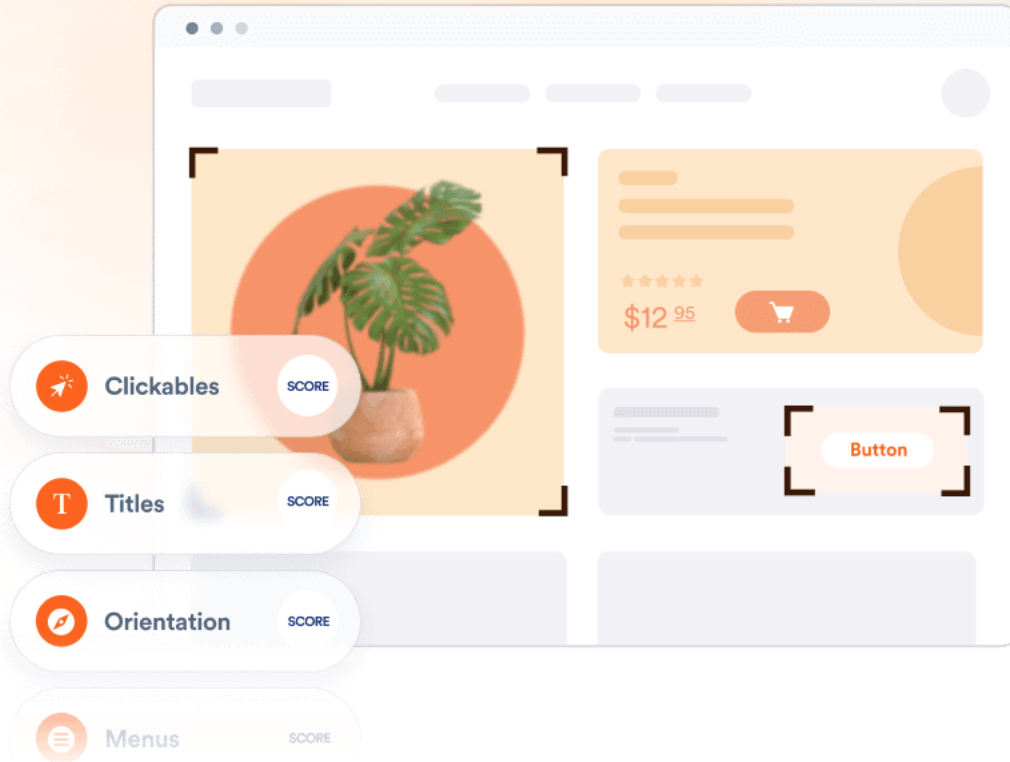 $12 95
Button
Clickables SCORE
Titles SCORE
Orientation SCORE
Menus SCORE